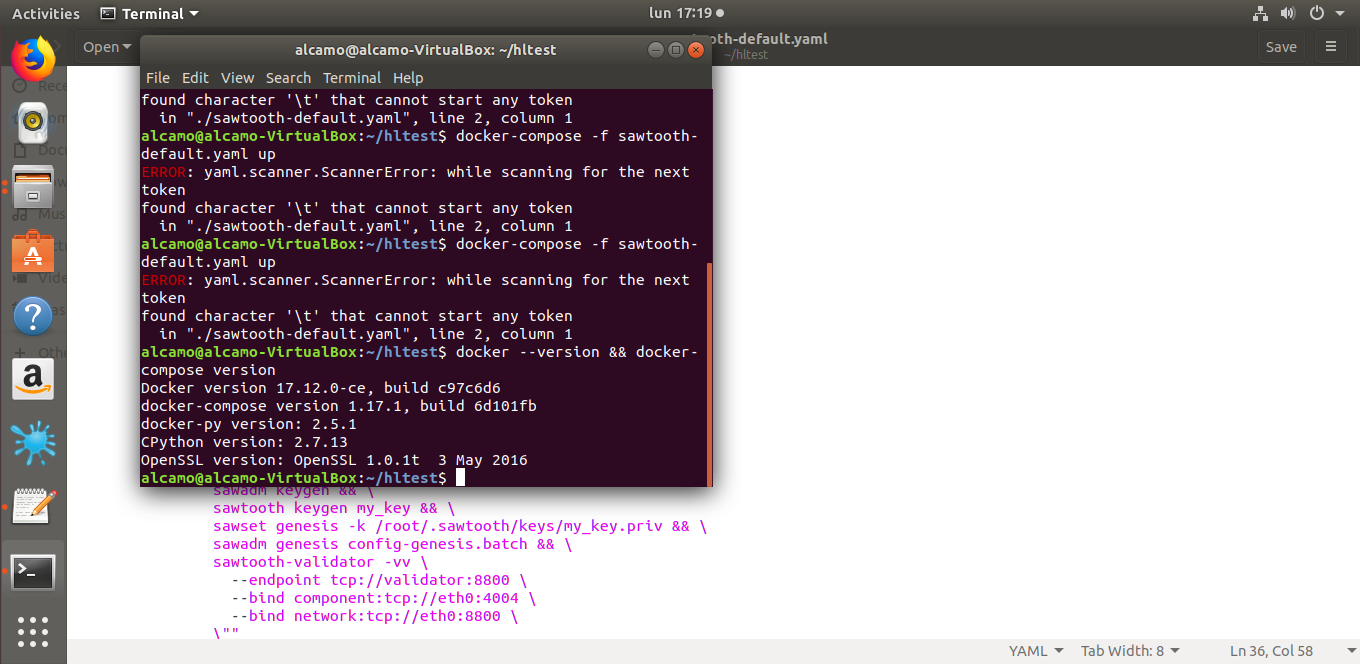 Activities
Terminal
lun 17:19
Open
oth-default.yaml
~/hltest
Save
alcamo@alcamo-VirtualBox: ~/hltest
File Edit View Search Terminal Help
found character '\t' that cannot start any token
  in "./sawtooth-default.yaml", line 2, column 1
alcamo@alcamo-VirtualBox:~/hltest$ docker-compose -f sawtooth-
default.yaml up
ERROR: yaml.scanner.ScannerError: while scanning for the next
token
found character '\t' that cannot start any token
  in "./sawtooth-default.yaml", line 2, column 1
alcamo@alcamo-VirtualBox:~/hltest$ docker-compose -f sawtooth-
default.yaml up
ERROR: yaml.scanner.ScannerError: while scanning for the next
token
found character '\t' that cannot start any token
  in "./sawtooth-default.yaml", line 2, column 1
alcamo@alcamo-VirtualBox:~/hltest$ docker --version && docker-
compose version
Docker version 17.12.0-ce, build c97c6d6
docker-compose version 1.17.1, build 6d101fb
docker-py version: 2.5.1
CPython version: 2.7.13
OpenSSL version: OpenSSL 1.0.1t  3 May 2016
alcamo@alcamo-VirtualBox:~/hltest$
sawadm keygen && \
sawtooth keygen my_key && \
sawset genesis -k /root/.sawtooth/keys/my_key.priv && \
sawadm genesis config-genesis.batch && \
sawtooth-validator -vv \
  --endpoint tcp://validator:8800 \
  --bind component:tcp://eth0:4004 \
  --bind network:tcp://eth0:8800 \
\""
YAML
Tab Width: 8
Ln 36, Col 58